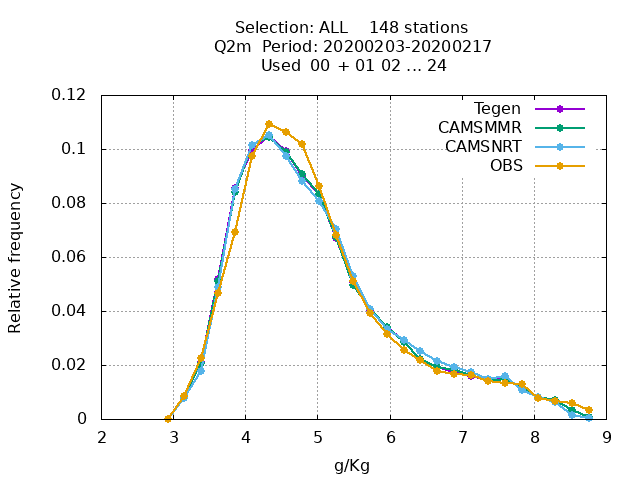 Selection: ALL    148 stations
Q2m  Period: 20200203-20200217
Used  00  + 01 02 ... 24
Relative frequency
0.12
0.1
0.08
0.06
0.04
0.02
0
Tegen
CAMSMMR
CAMSNRT
OBS
2 3 4 5 6 7 8 9
g/Kg